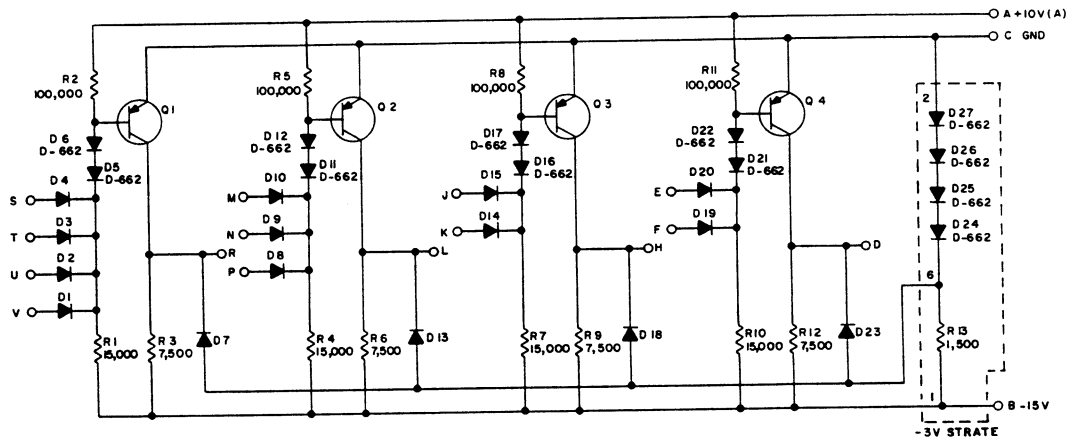 A +10V(A)
C GND
R2
100,000
Q1
D6
D-662
D5
D-662
D4
S
D3
T
D2
U
D1
V
R1
15,000
R3
7,500
R
D7
R5
100,000
Q2
D12
D-662
D11
D-662
D10
M
D9
N
D8
P
R4
15,000
R6
7,500
L
D13
R8
100,000
Q3
D17
D-662
D16
D-662
D15
J
D14
K
R7
15,000
R9
7,500
H
D18
R11
100,000
Q4
D22
D-662
D21
D-662
D20
E
D19
F
R10
15,000
R12
7,500
D
D23
2
D27
D-662
D26
D-662
D25
D-662
D24
D-662
6
R13
1,500
1
B -15V
-3V STRATE